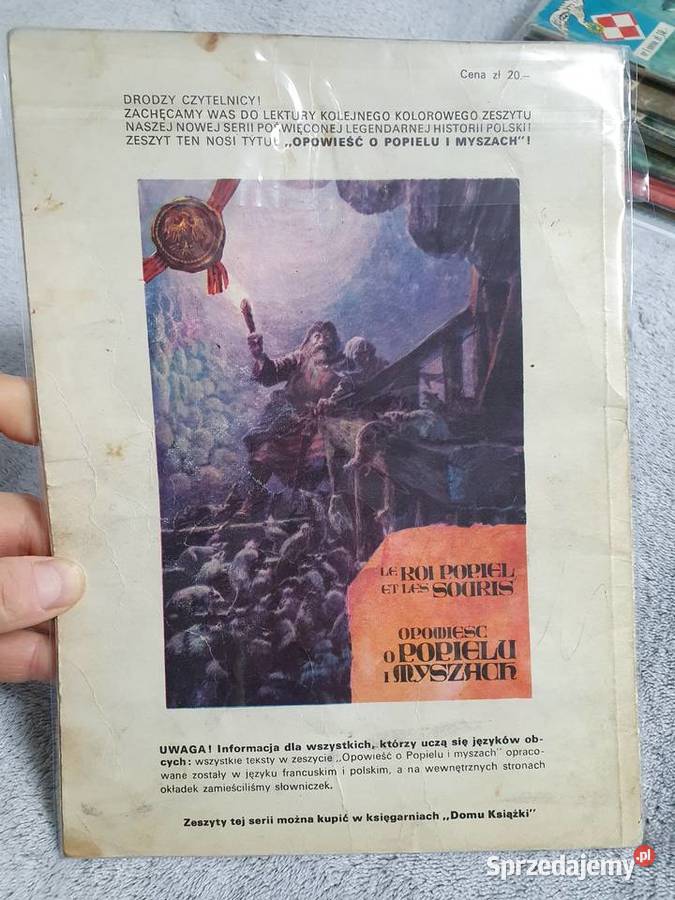 Cena zł 20.—
DRODZY CZYTELNICY!
ZACHĘCAMY WAS DO LEKTURY KOLEJNEGO KOLOROWEGO ZESZYTU
NASZEJ NOWEJ SERII POŚWIĘCONEJ LEGENDARNEJ HISTORII POLSKI!
ZESZYT TEN NOSI TYTUŁ „OPOWIEŚĆ O POPIELU I MYSZACH"!
LE ROI POPIEL
ET LES SOURIS
OPOWIEŚĆ
O POPIELU
I MYSZACH
UWAGA! Informacja dla wszystkich, którzy uczą się języków ob-
cych: wszystkie teksty w zeszycie „Opowieść o Popielu i myszach" opraco-
wane zostały w języku francuskim i polskim, a na wewnętrznych stronach
okładek zamieściliśmy słowniczek.
Zeszyty tej serii można kupić w księgarniach „Domu Książki"
Sprzedajemy.pl